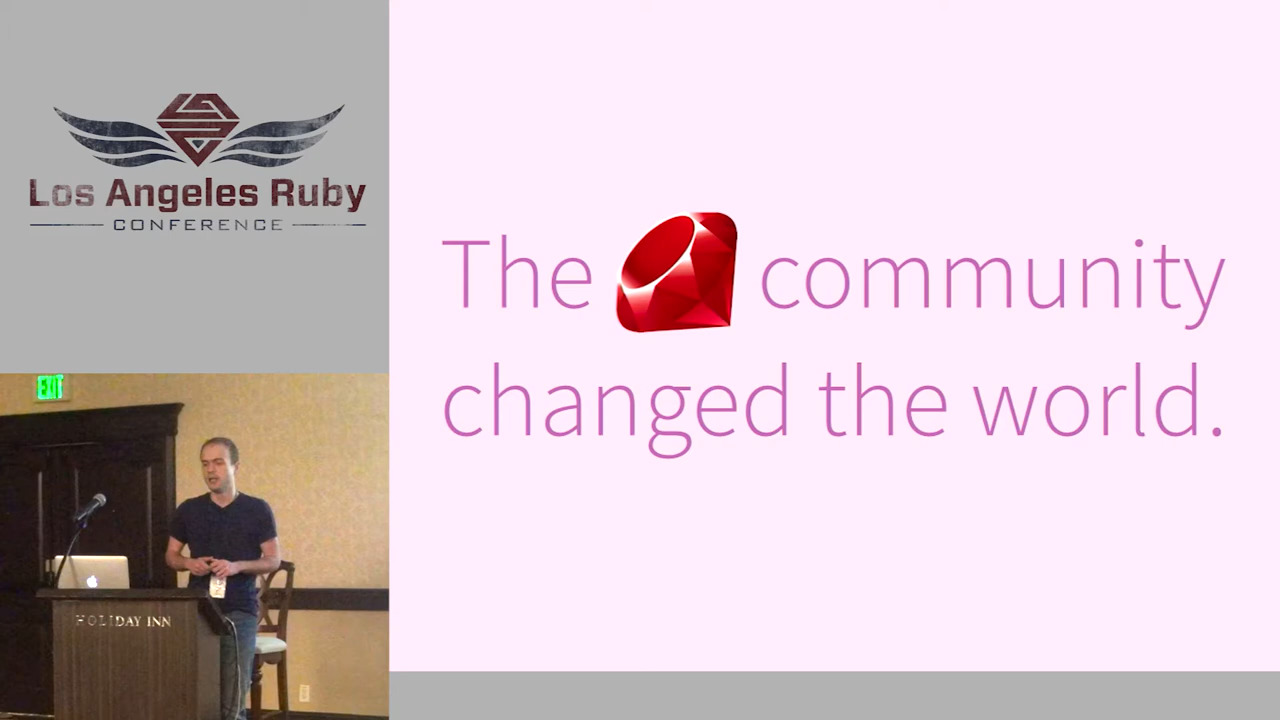 Los Angeles Ruby
CONFERENCE
The community
changed the world.
EXIT
HOLIDAY INN